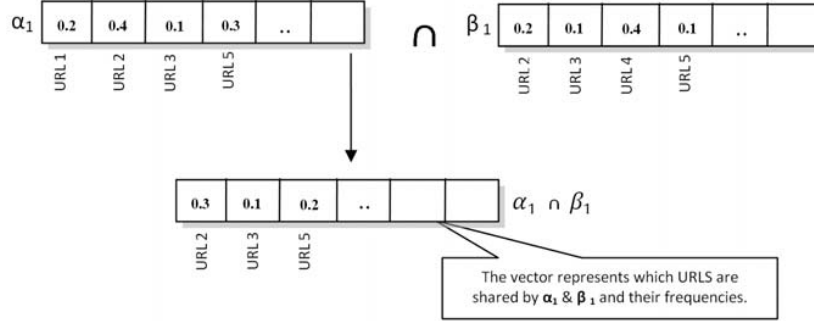 α₁ 0.2 0.4 0.1 0.3 .. ∩ β₁ 0.2 0.1 0.4 0.1 ..
URL 1 URL 2 URL 3 URL 5 URL 2 URL 3 URL 4 URL 5
0.3 0.1 0.2 .. α₁ ∩ β₁
URL 2 URL 3 URL 5
The vector represents which URLS are
shared by α₁ & β₁ and their frequencies.